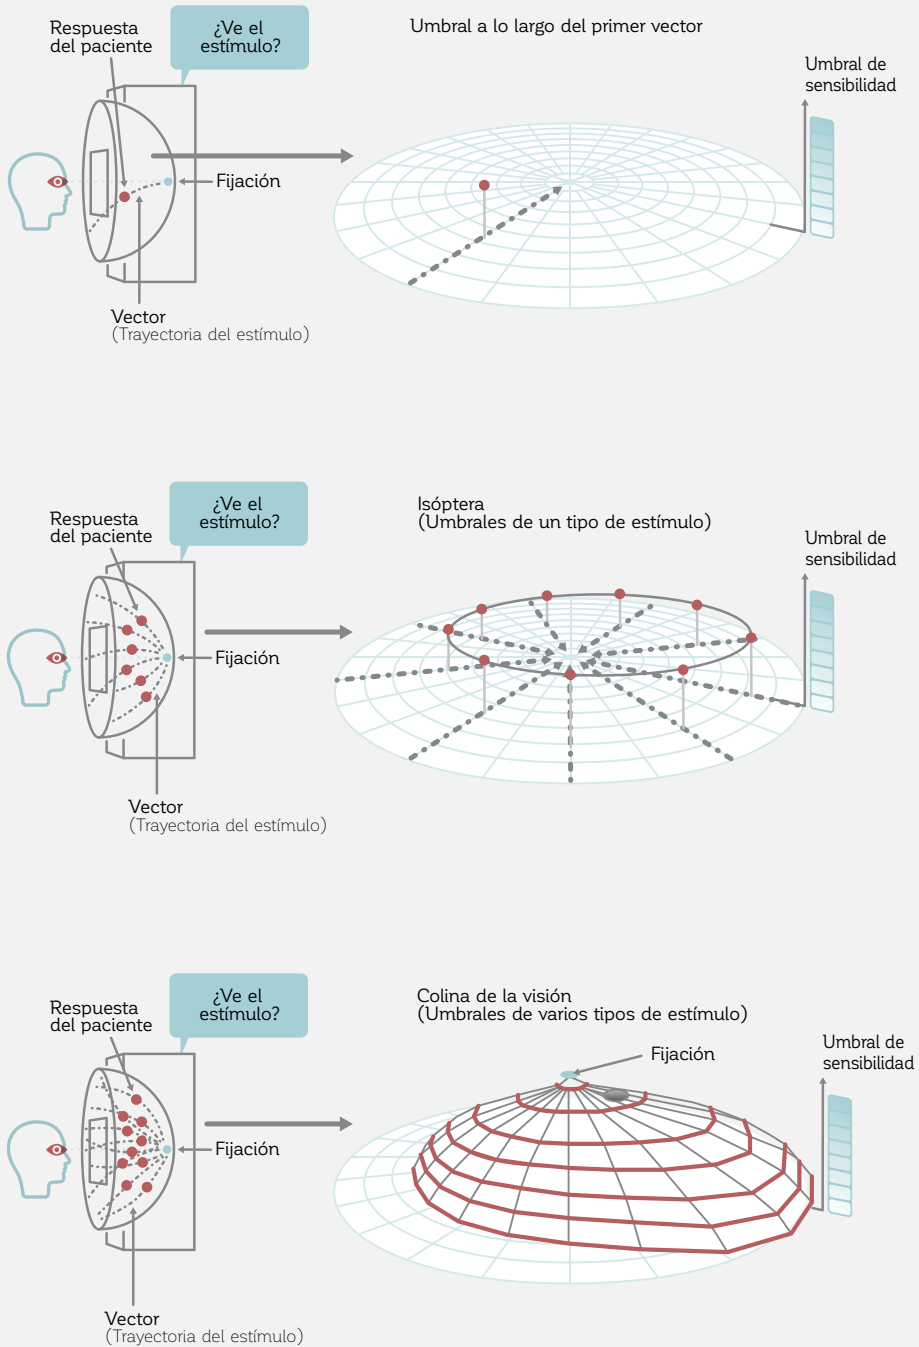 Respuesta
del paciente
¿Ve el
estímulo?
Umbral a lo largo del primer vector
Umbral de
sensibilidad
Fijación
Vector
(Trayectoria del estímulo)
Respuesta
del paciente
¿Ve el
estímulo?
Isóptera
(Umbrales de un tipo de estímulo)
Umbral de
sensibilidad
Fijación
Vector
(Trayectoria del estímulo)
Respuesta
del paciente
¿Ve el
estímulo?
Colina de la visión
(Umbrales de varios tipos de estímulo)
Fijación
Umbral de
sensibilidad
Fijación
Vector
(Trayectoria del estímulo)